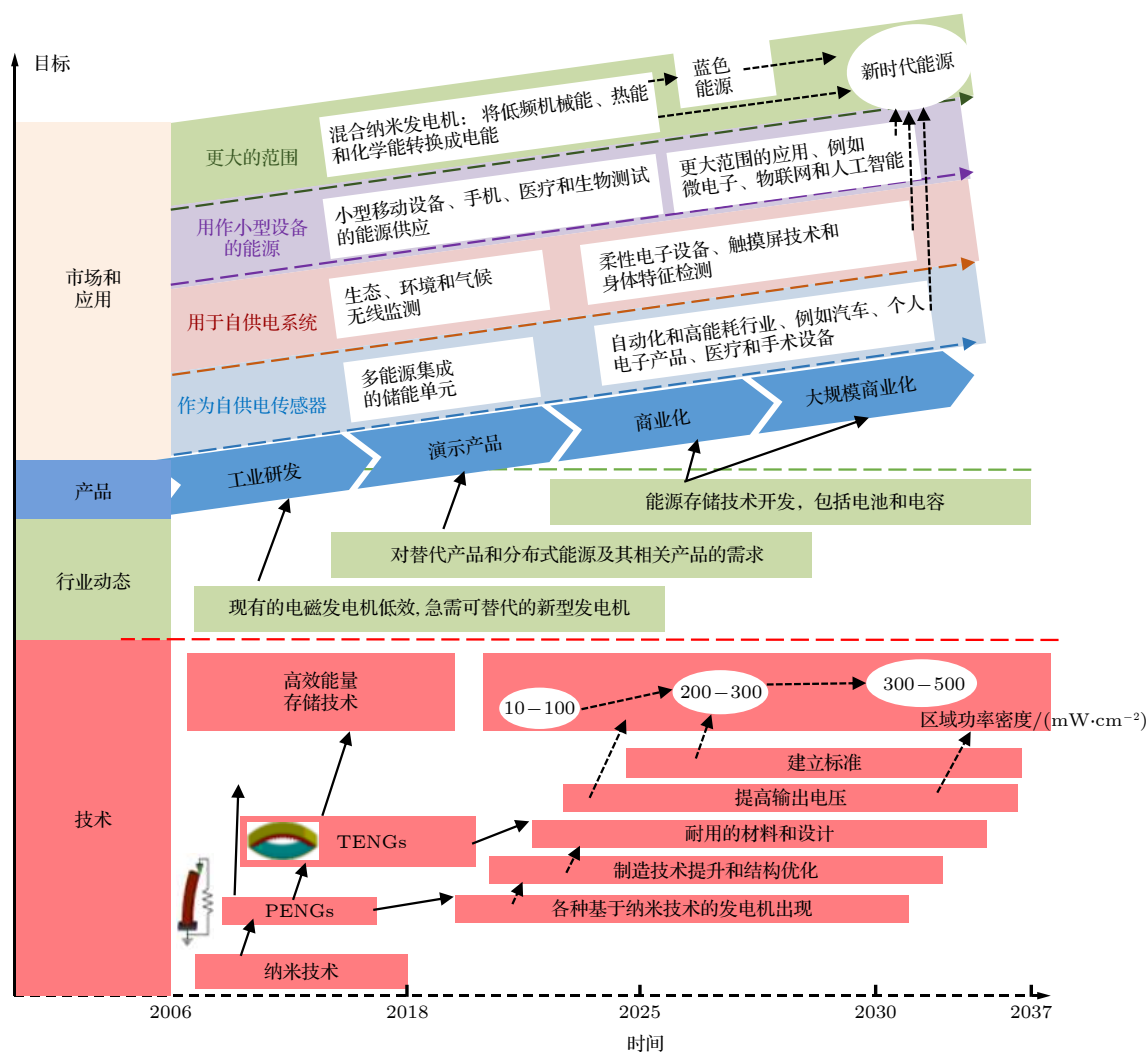 目标
蓝色
能源
新时代能源
混合纳米发电机： 将低频机械能、热能
和化学能转换成电能
更大的范围
更大范围的应用、例如
微电子、物联网和人工智能
小型移动设备、手机、医疗和生物测试
的能源供应
用作小型设备
的能源
市场和
应用
柔性电子设备、触摸屏技术和
身体特征检测
生态、环境和气候
无线监测
用于自供电系统
自动化和高能耗行业、例如汽车、个人
电子产品、医疗和手术设备
多能源集成
的储能单元
作为自供电传感器
大规模商业化
商业化
演示产品
工业研发
产品
能源存储技术开发，包括电池和电容
对替代产品和分布式能源及其相关产品的需求
行业动态
现有的电磁发电机低效, 急需可替代的新型发电机
高效能量
存储技术
10−100
200−300
300−500
区域功率密度/(mW·cm⁻²)
建立标准
提高输出电压
技术
TENGs
耐用的材料和设计
制造技术提升和结构优化
PENGs
各种基于纳米技术的发电机出现
纳米技术
2006
2018
2025
2030
2037
时间